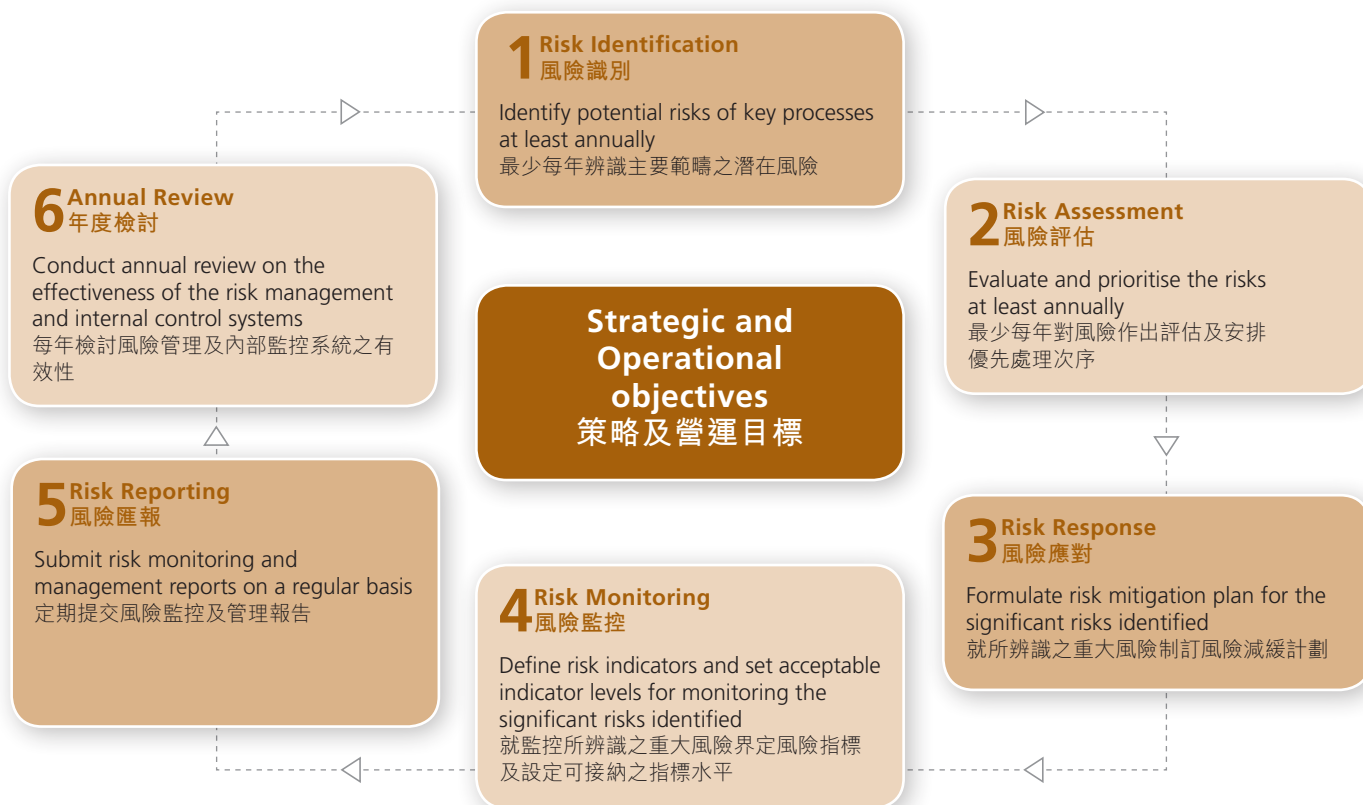 1 Risk Identification
風險識別
Identify potential risks of key processes
at least annually
最少每年辨識主要範疇之潛在風險
2 Risk Assessment
風險評估
Evaluate and prioritise the risks
at least annually
最少每年對風險作出評估及安排
優先處理次序
3 Risk Response
風險應對
Formulate risk mitigation plan for the
significant risks identified
就所辨識之重大風險制訂風險減緩計劃
4 Risk Monitoring
風險監控
Define risk indicators and set acceptable
indicator levels for monitoring the
significant risks identified
就監控所辨識之重大風險界定風險指標
及設定可接納之指標水平
5 Risk Reporting
風險匯報
Submit risk monitoring and
management reports on a regular basis
定期提交風險監控及管理報告
6 Annual Review
年度檢討
Conduct annual review on the
effectiveness of the risk management
and internal control systems
每年檢討風險管理及內部監控系統之有
效性
Strategic and
Operational
objectives
策略及營運目標